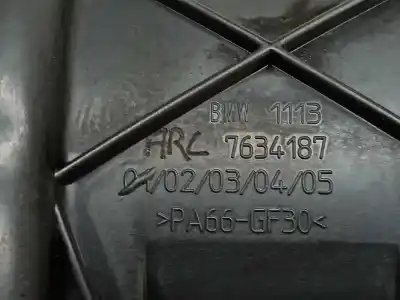 BMW 1113
HRC 7634187
01/02/03/04/05
>PA66-GF30<